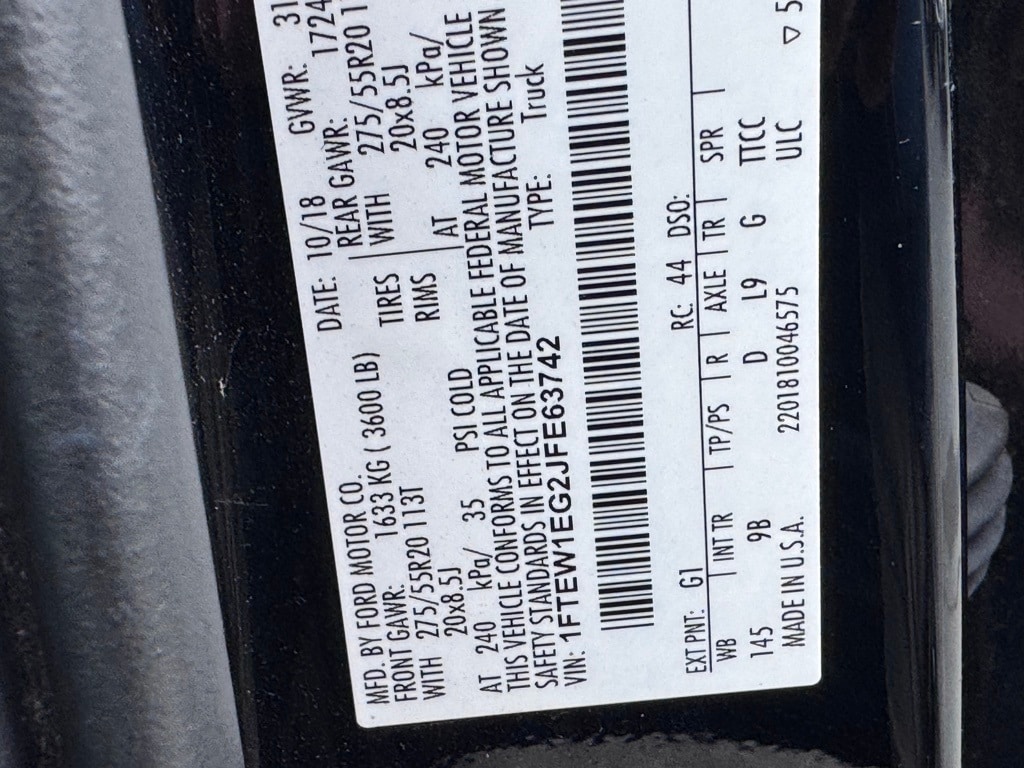 MFD. BY FORD MOTOR CO. DATE: 10/18 GVWR: 31
FRONT GAWR: 1633 KG ( 3600 LB) REAR GAWR: 1724
WITH 275/55R20 113T TIRES WITH 275/55R20 1
20x8.5J RIMS 20x8.5J
AT 240 kPa/ 35 PSI COLD AT 240 kPa/
THIS VEHICLE CONFORMS TO ALL APPLICABLE FEDERAL MOTOR VEHICLE
SAFETY STANDARDS IN EFFECT ON THE DATE OF MANUFACTURE SHOWN
VIN: 1FTEW1EG2JFE63742 TYPE: Truck
EXT PNT: G1 RC: 44 DSO:
WB INT TR TP/PS R AXLE TR SPR
145 9B D L9 G TTCC
MADE IN U.S.A. 2201810046575 ULC ▽ 5